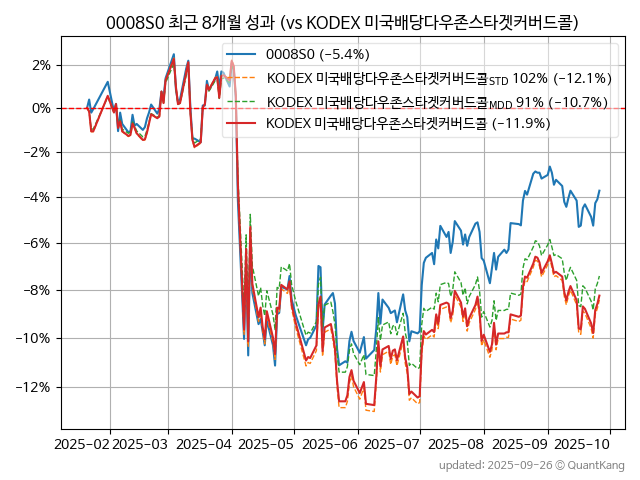 0008S0 최근 8개월 성과 (vs KODEX 미국배당다우존스타겟커버드콜)
0008S0 (−5.4%)
KODEX 미국배당다우존스타겟커버드콜STD 102% (−12.1%)
KODEX 미국배당다우존스타겟커버드콜MDD 91% (−10.7%)
KODEX 미국배당다우존스타겟커버드콜 (−11.9%)
2%
0%
−2%
−4%
−6%
−8%
−10%
−12%
2025-02 2025-03 2025-04 2025-05 2025-06 2025-07 2025-08 2025-09 2025-10
updated: 2025-09-26 © QuantKang